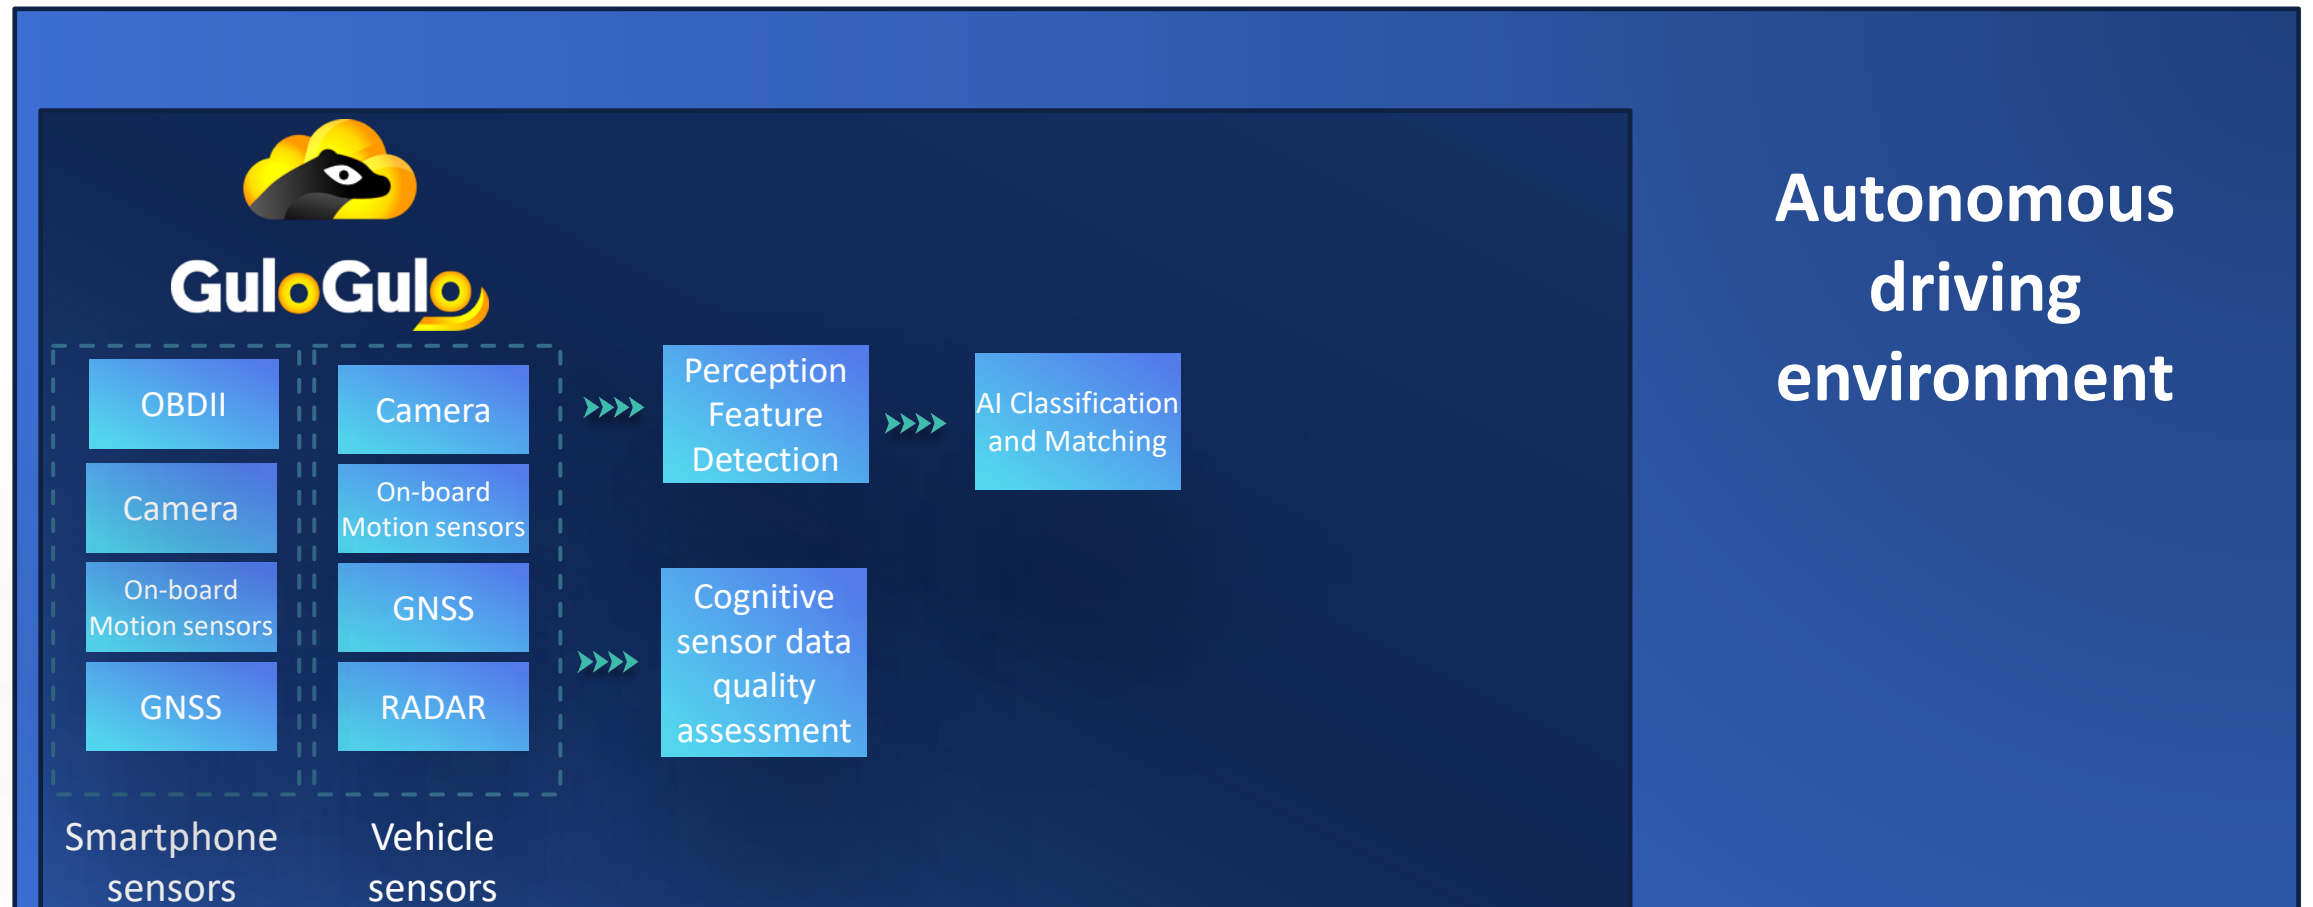 GuloGulo
OBDII
Camera
On-board
Motion sensors
GNSS
Smartphone
sensors
Camera
On-board
Motion sensors
GNSS
RADAR
Vehicle
sensors
Perception
Feature
Detection
AI Classification
and Matching
Cognitive
sensor data
quality
assessment
Autonomous
driving
environment